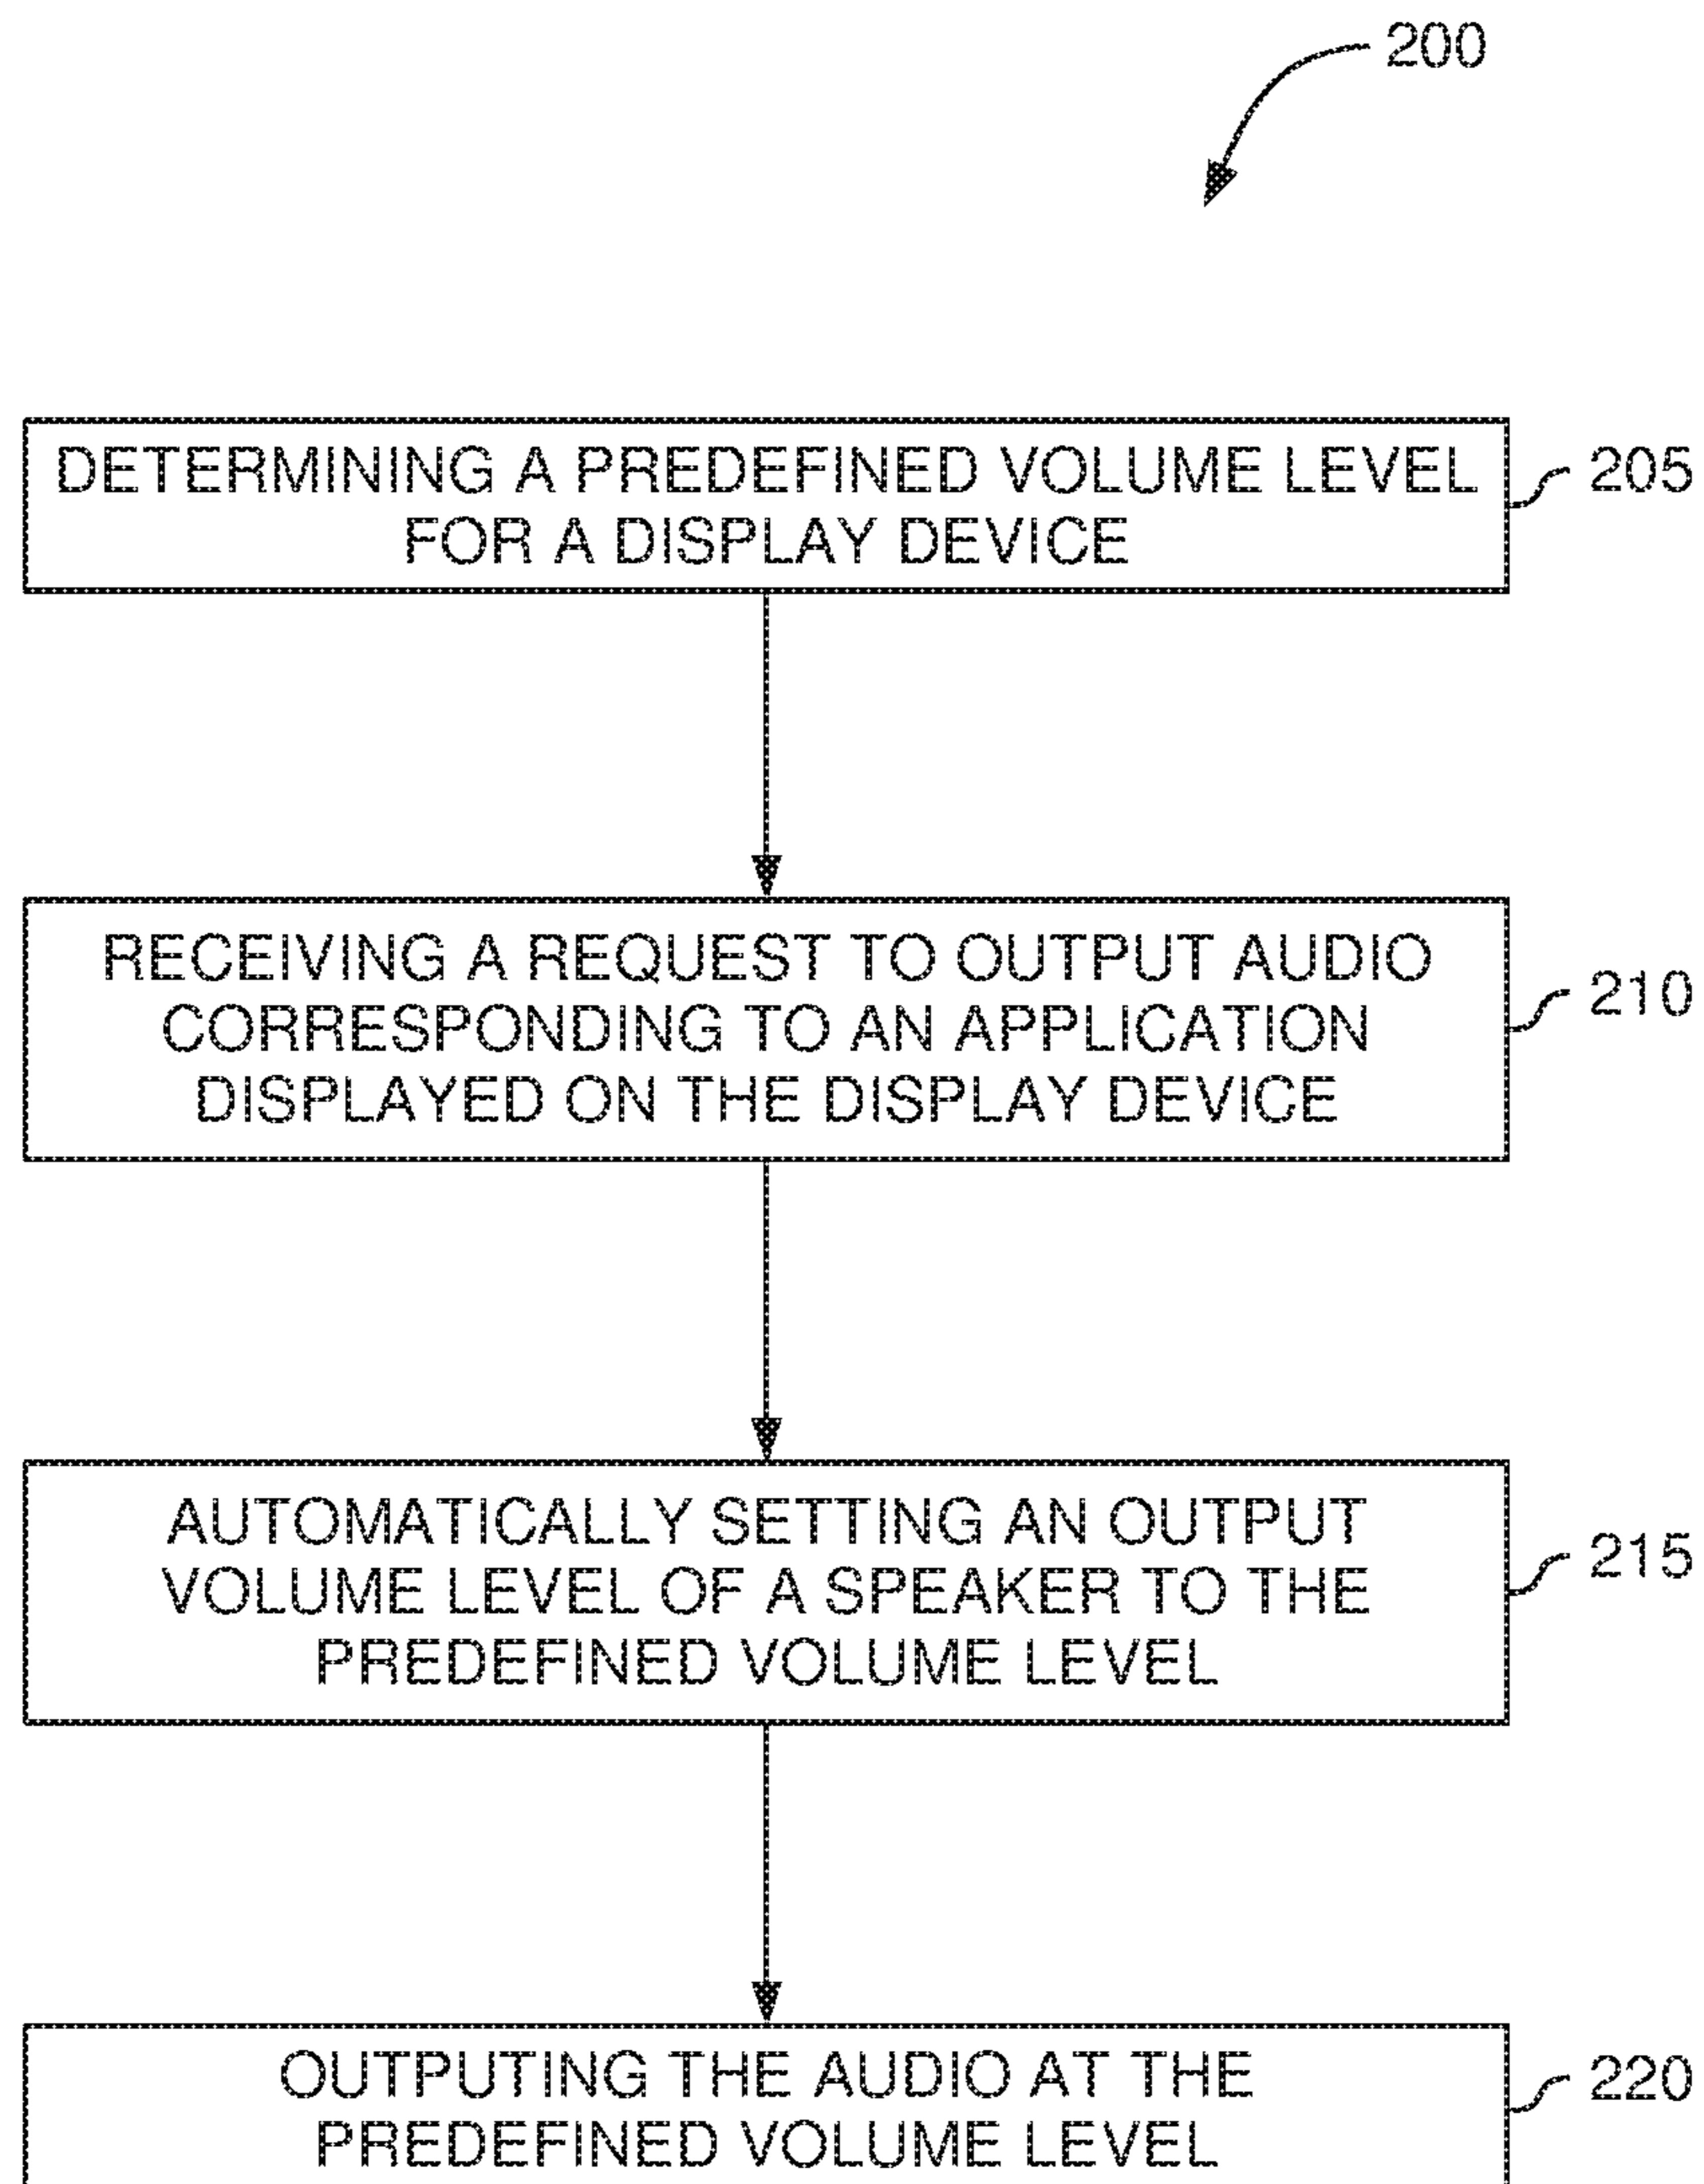 200
DETERMINING A PREDEFINED VOLUME LEVEL
FOR A DISPLAY DEVICE
205
RECEIVING A REQUEST TO OUTPUT AUDIO
CORRESPONDING TO AN APPLICATION
DISPLAYED ON THE DISPLAY DEVICE
210
AUTOMATICALLY SETTING AN OUTPUT
VOLUME LEVEL OF A SPEAKER TO THE
PREDEFINED VOLUME LEVEL
215
OUTPUTING THE AUDIO AT THE
PREDEFINED VOLUME LEVEL
220